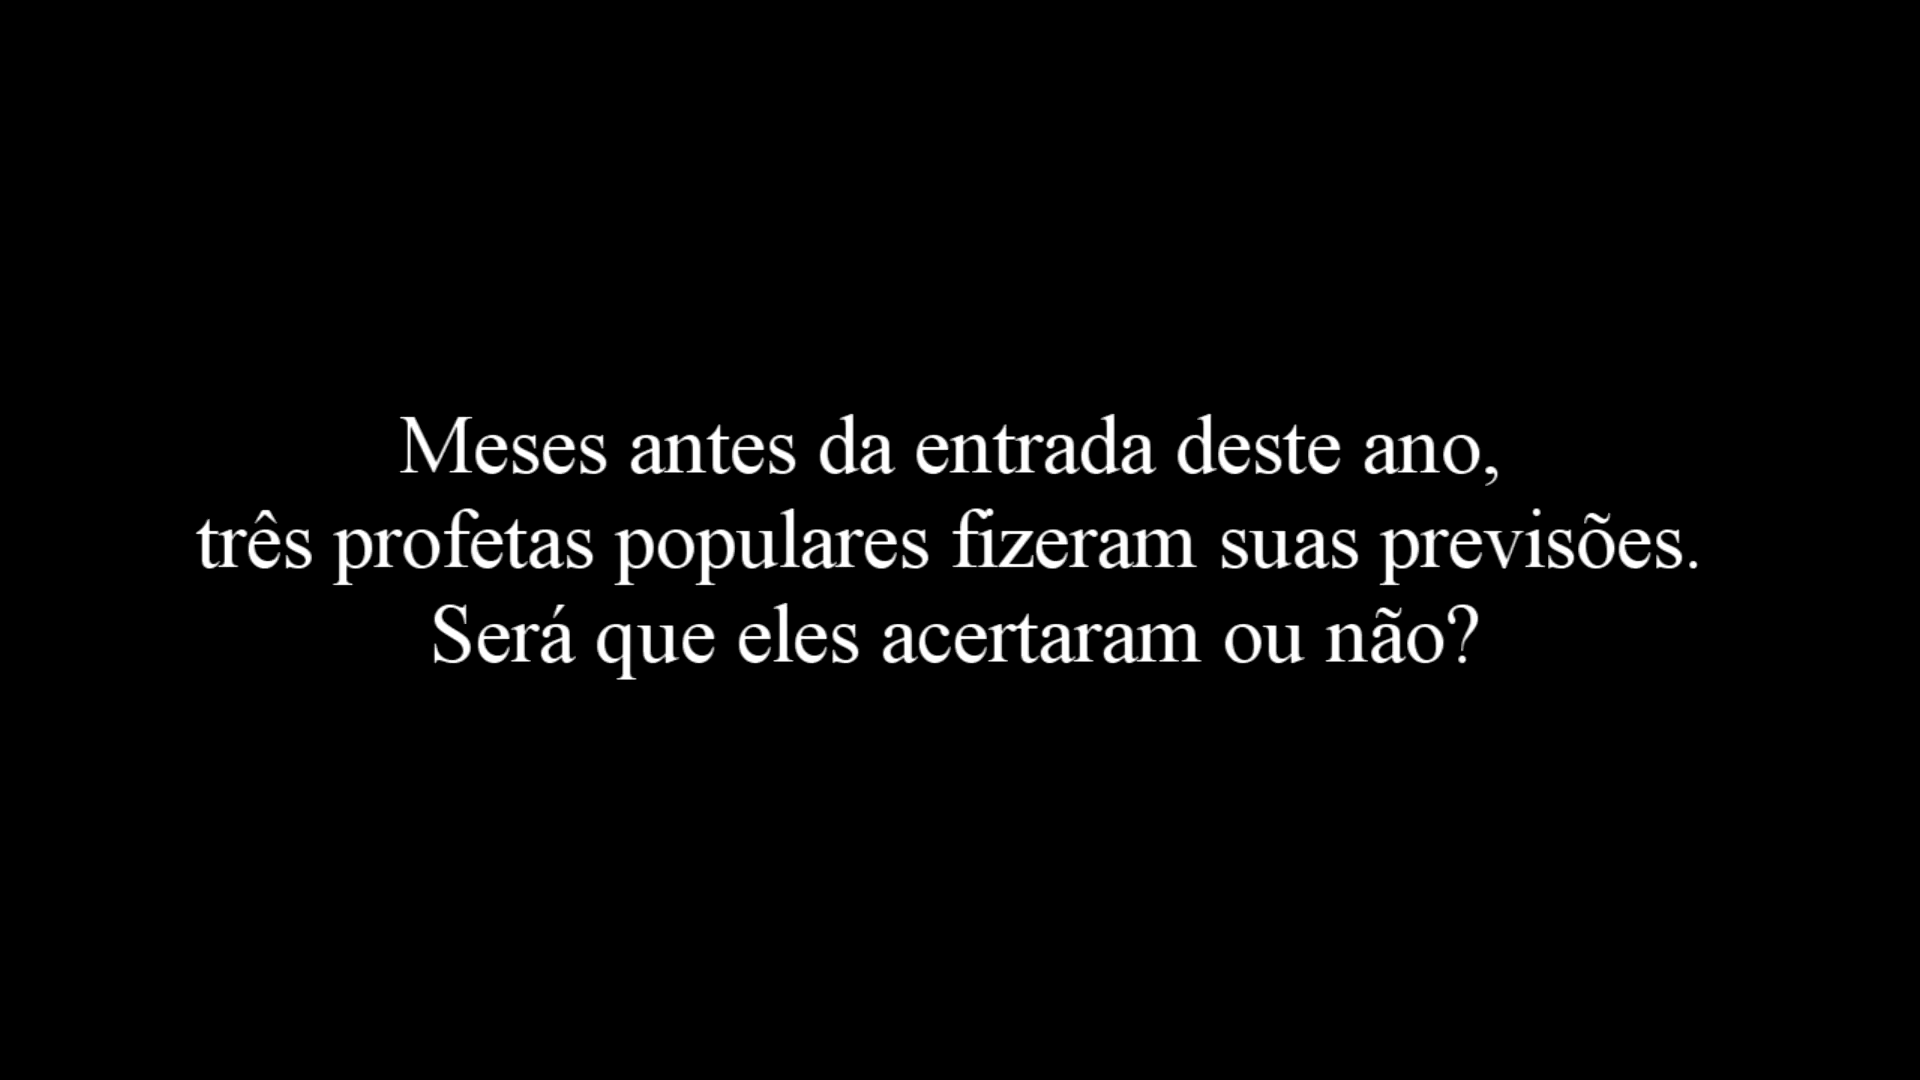 Meses antes da entrada deste ano,
três profetas populares fizeram suas previsões.
Será que eles acertaram ou não?